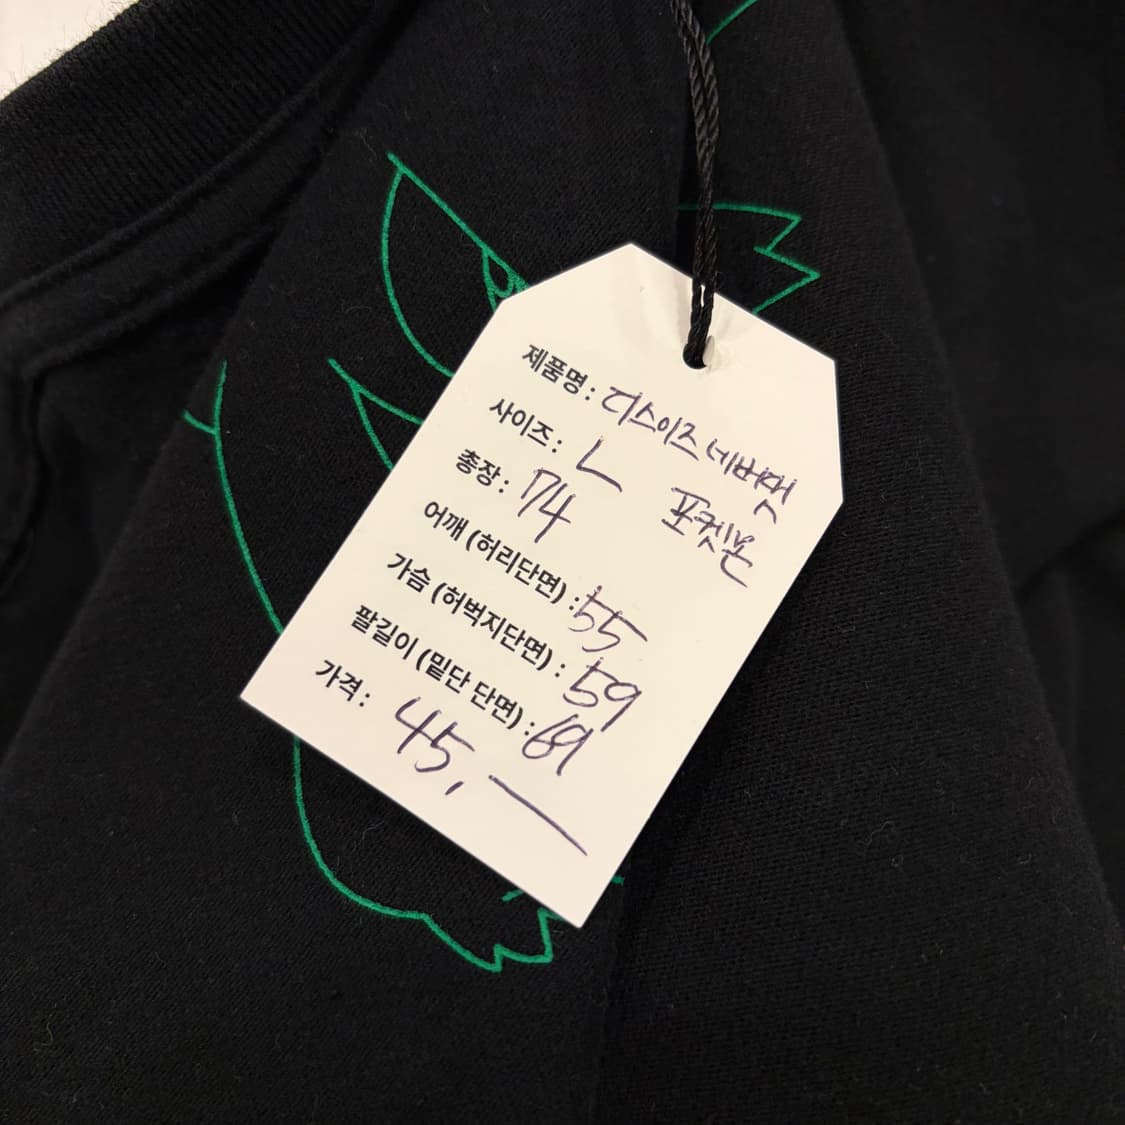 제품명: 디스이즈네버댓
포켓몬
사이즈: L
총장: 74
어깨 (허리단면): 55
가슴 (허벅지단면): 59
팔길이 (밑단 단면): 69
가격: 45,—